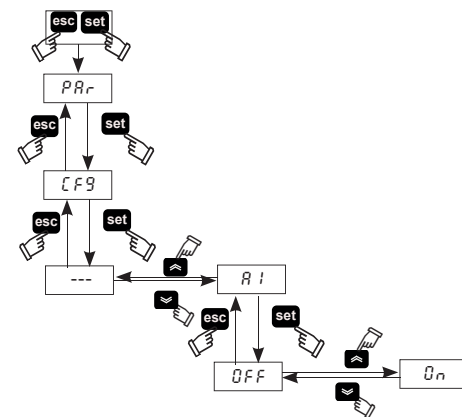 esc set
PAr
esc set
CF9
esc set
---
A1
esc set
OFF
On